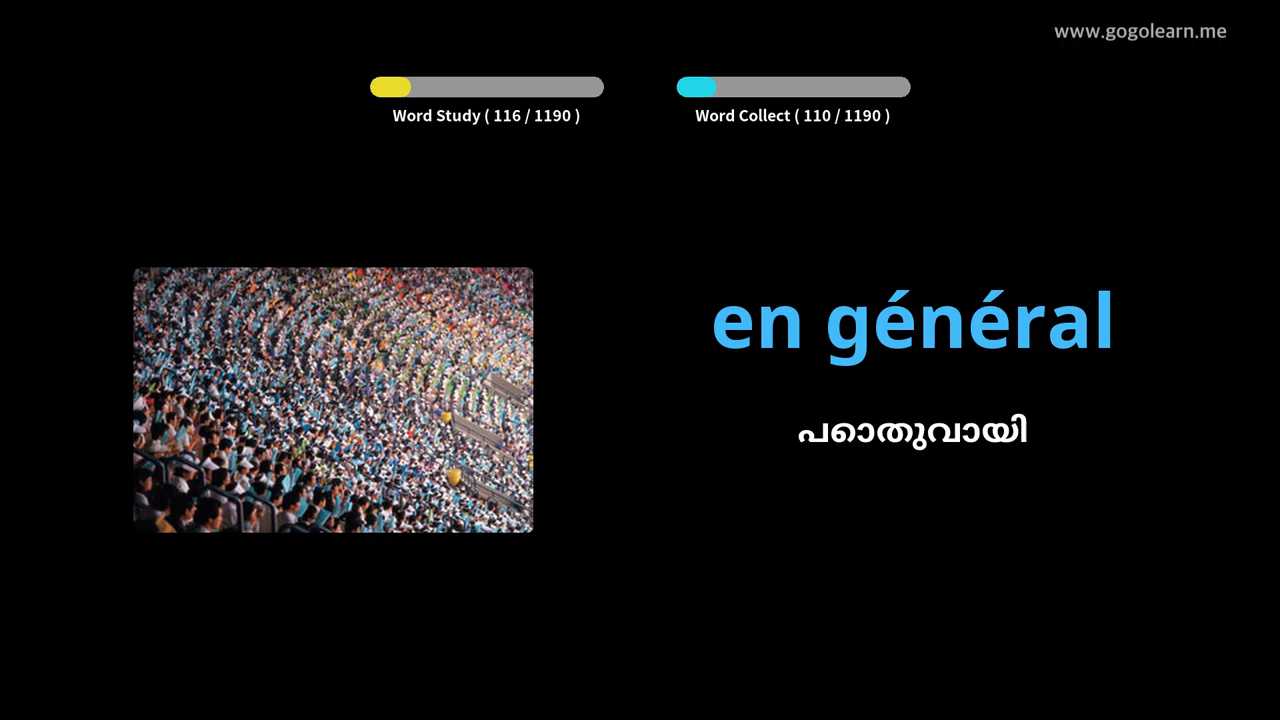 www.gogolearn.me
Word Study ( 116 / 1190 )
Word Collect ( 110 / 1190 )
en général
പൊതുവായി